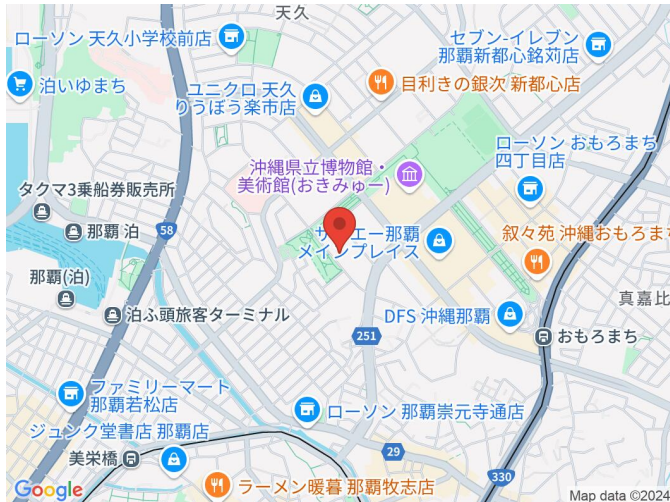 天久
ローソン 天久小学校前店
セブン-イレブン
那覇新都心銘苅店
泊いゆまち
ユニクロ 天久
りうぼう楽市店
目利きの銀次 新都心店
ローソン おもろまち
四丁目店
沖縄県立博物館・
美術館(おきみゅー)
タクマ3乗船券販売所
那覇 泊
58
エー那覇
メインプレイス
叙々苑 沖縄おもろま
那覇(泊)
泊ふ頭旅客ターミナル
真嘉比
DFS 沖縄那覇
251
おもろまち
ファミリーマート
那覇若松店
ローソン 那覇崇元寺通店
ジュンク堂書店 那覇店
29
美栄橋
330
ラーメン暖暮 那覇牧志店
Google
Map data ©2024